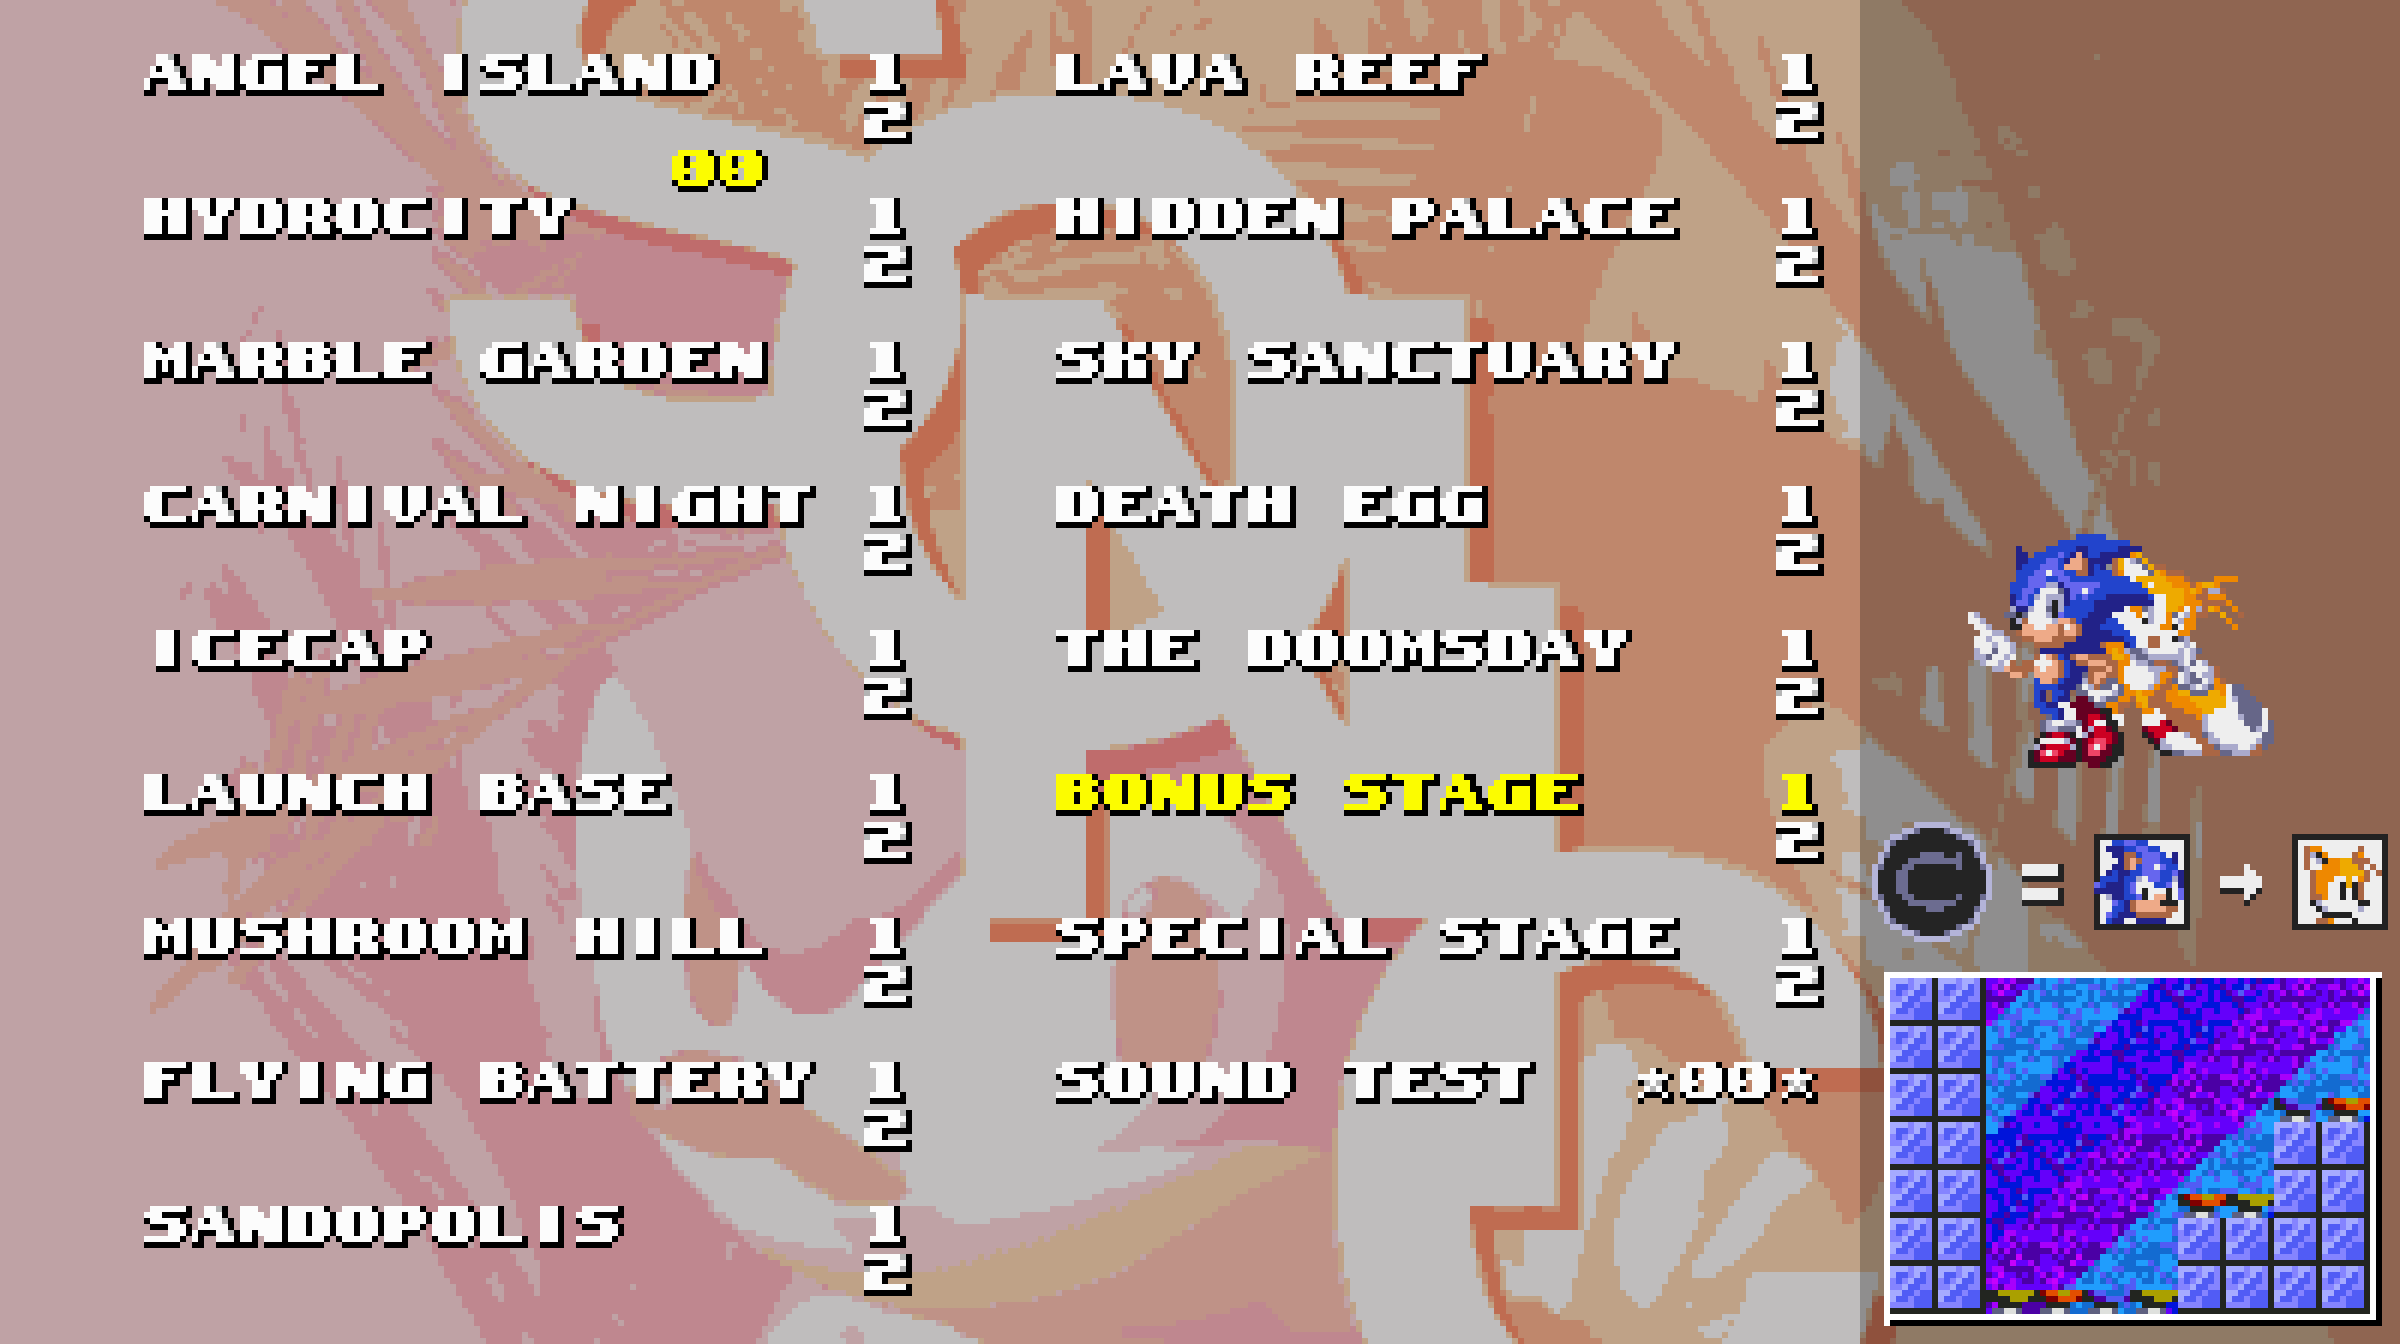 ANGEL ISLAND 1
2
00
HYDROCITY 1
2
MARBLE GARDEN 1
2
CARNIVAL NIGHT 1
2
ICECAP 1
2
LAUNCH BASE 1
2
MUSHROOM HILL 1
2
FLYING BATTERY 1
2
SANDOPOLIS 1
2
LAVA REEF 1
2
HIDDEN PALACE 1
2
SKY SANCTUARY 1
2
DEATH EGG 1
2
THE DOOMSDAY 1
2
BONUS STAGE 1
2
SPECIAL STAGE 1
2
SOUND TEST *00*
C = →